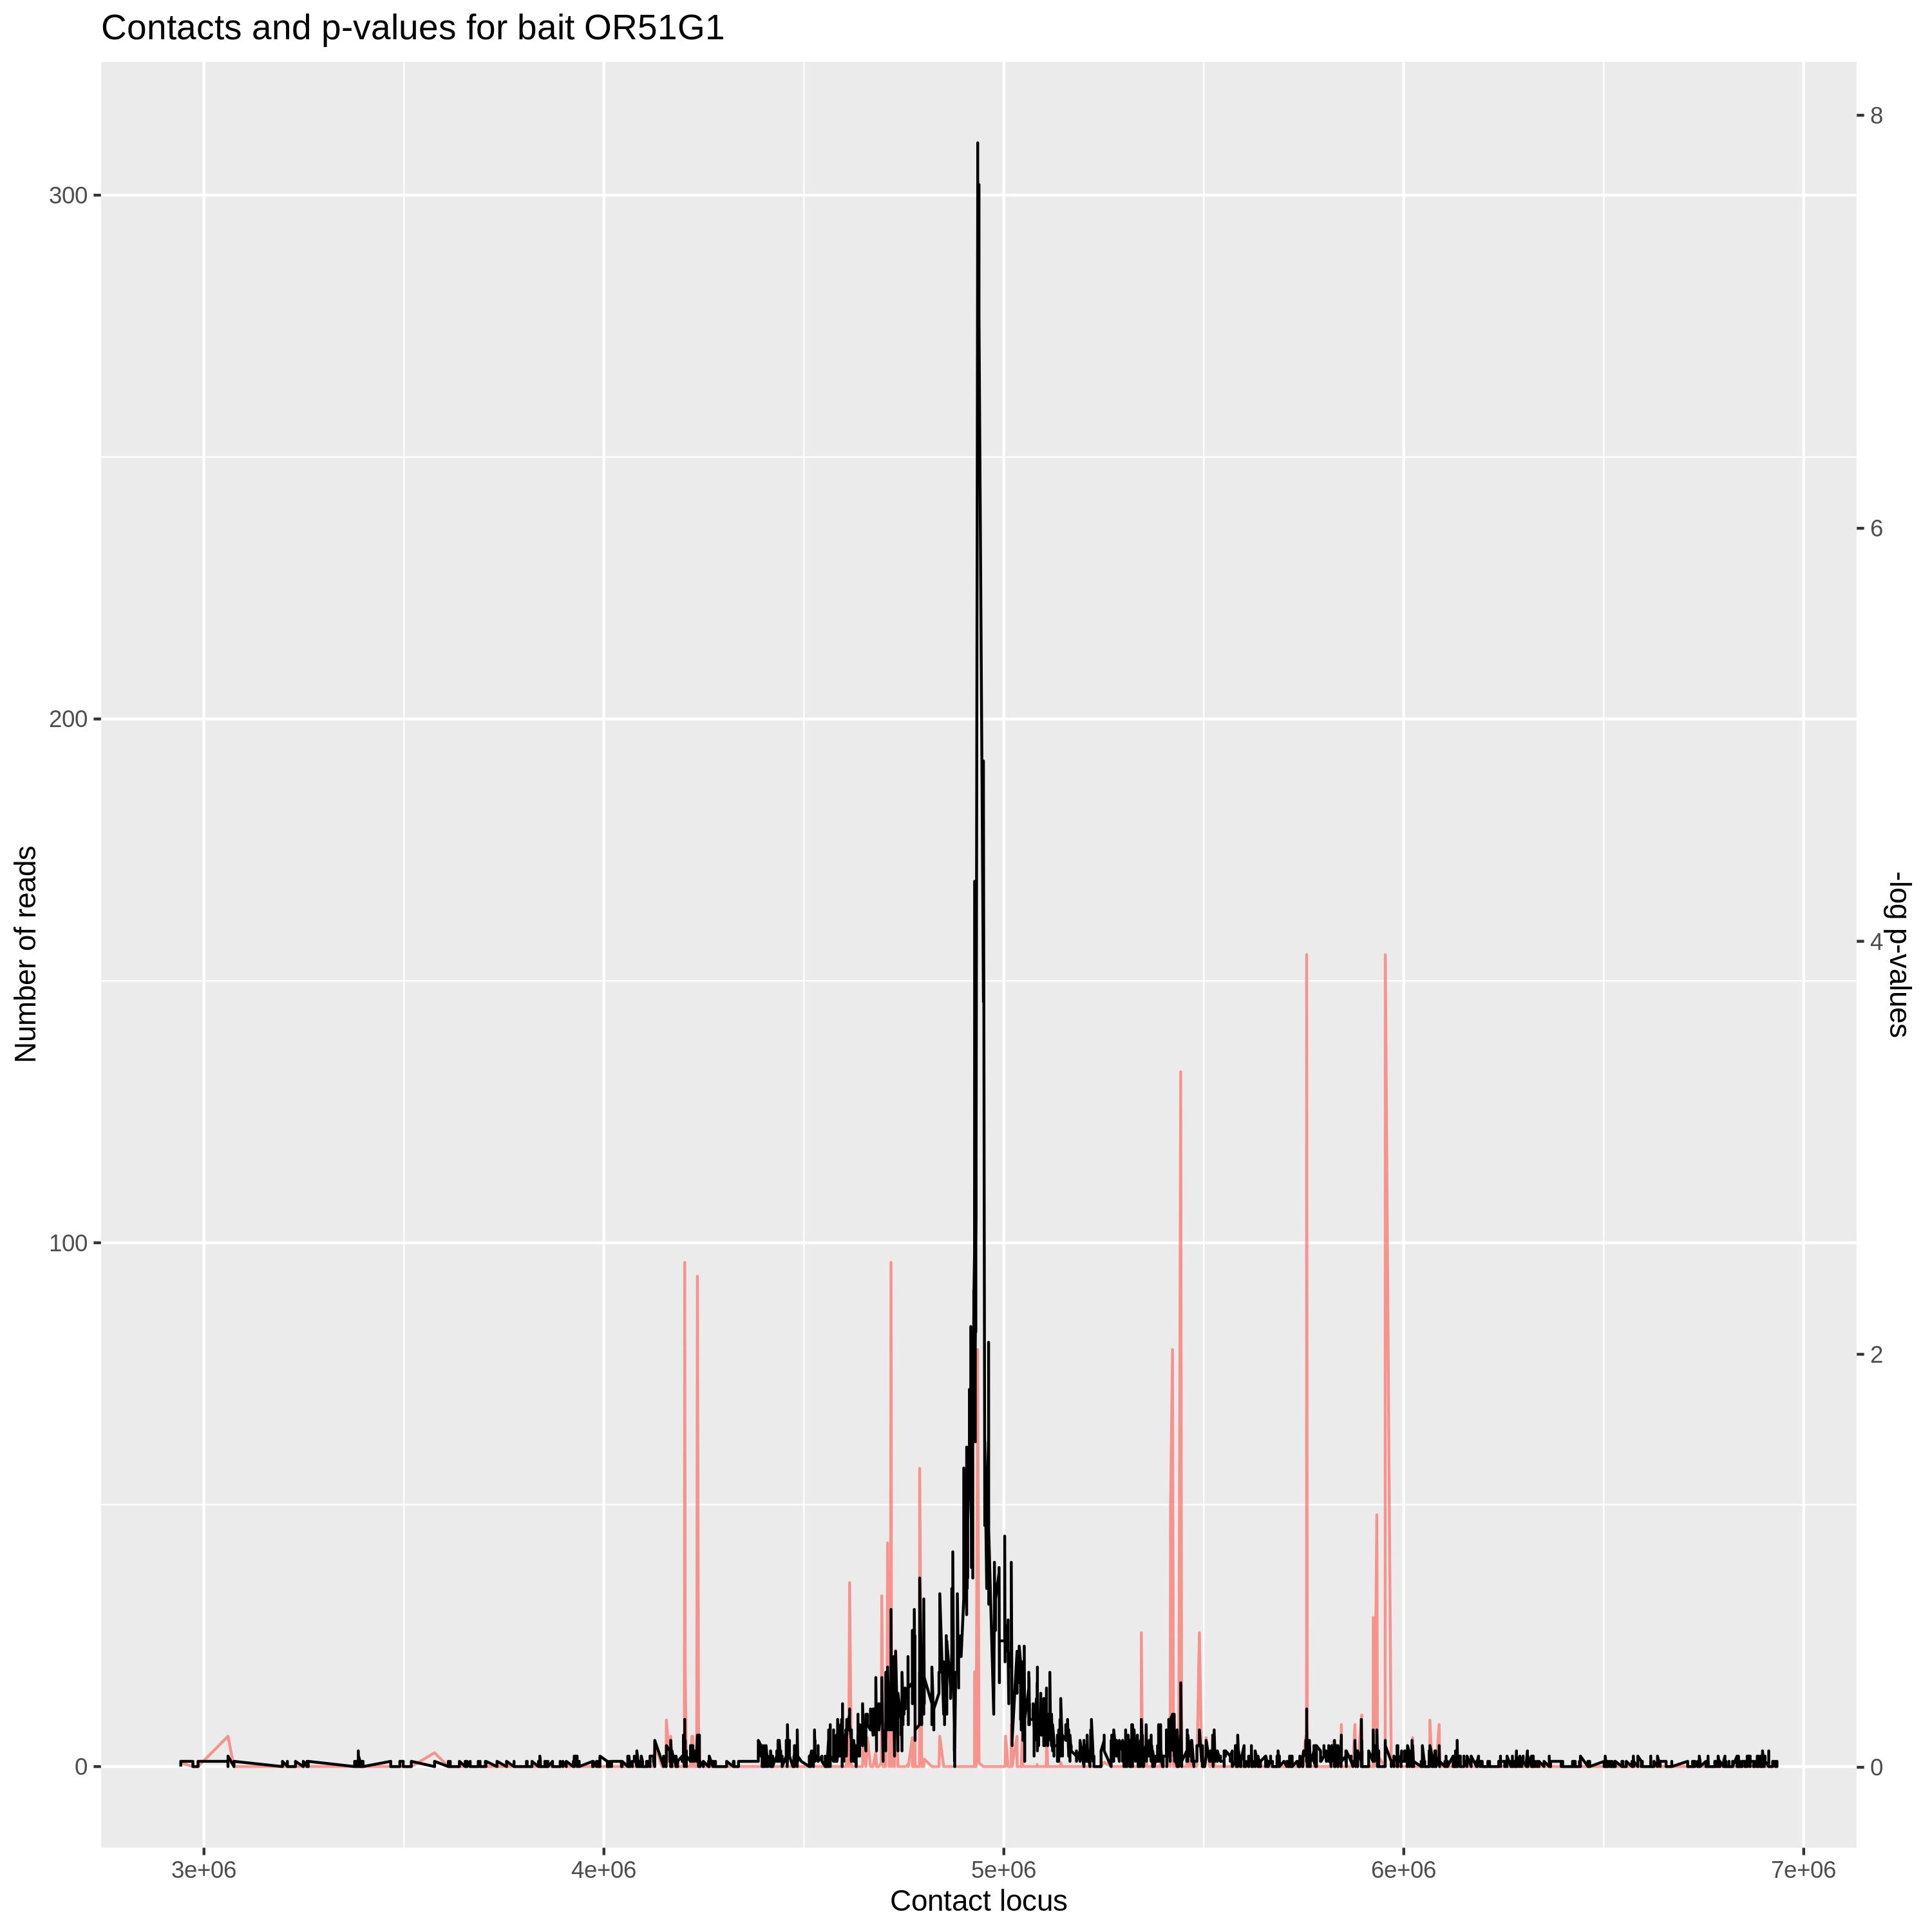 Contacts and p-values for bait OR51G1
Number of reads
300
200
100
0
8
6
4
2
0
-log p-values
3e+06 4e+06 5e+06 6e+06 7e+06
Contact locus